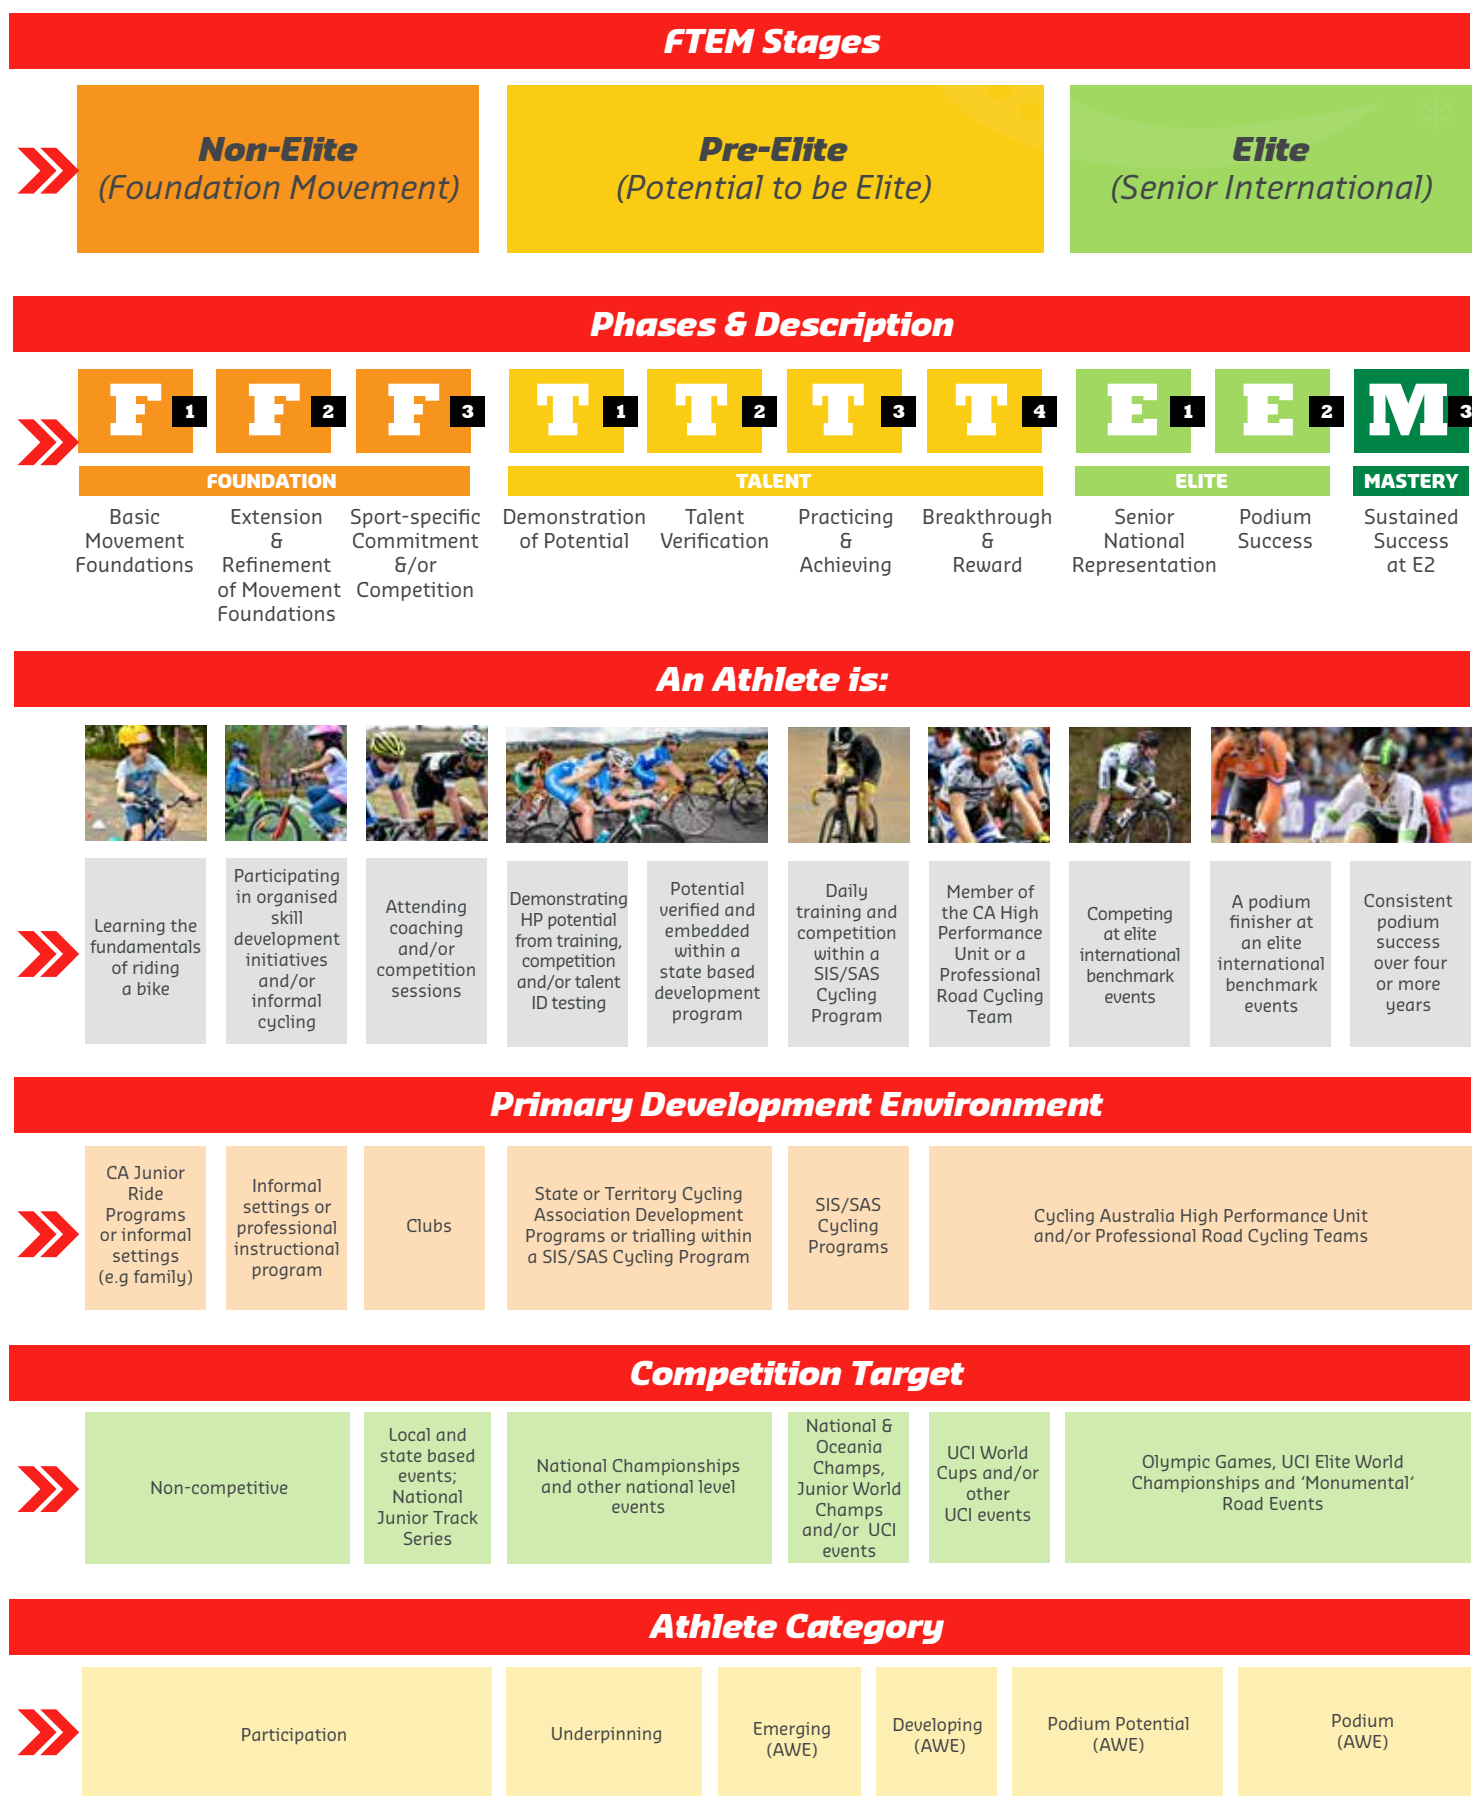 FTEM Stages
Non-Elite
(Foundation Movement)
Pre-Elite
(Potential to be Elite)
Elite
(Senior International)
Phases & Description
F 1
F 2
F 3
T 1
T 2
T 3
T 4
E 1
E 2
M 3
FOUNDATION
TALENT
ELITE
MASTERY
Basic
Movement
Foundations
Extension
&
Refinement
of Movement
Foundations
Sport-specific
Commitment
&/or
Competition
Demonstration
of Potential
Talent
Verification
Practicing
&
Achieving
Breakthrough
&
Reward
Senior
National
Representation
Podium
Success
Sustained
Success
at E2
An Athlete is:
Learning the
fundamentals
of riding
a bike
Participating
in organised
skill
development
initiatives
and/or
informal
cycling
Attending
coaching
and/or
competition
sessions
Demonstrating
HP potential
from training,
competition
and/or talent
ID testing
Potential
verified and
embedded
within a
state based
development
program
Daily
training and
competition
within a
SIS/SAS
Cycling
Program
Member of
the CA High
Performance
Unit or a
Professional
Road Cycling
Team
Competing
at elite
international
benchmark
events
A podium
finisher at
an elite
international
benchmark
events
Consistent
podium
success
over four
or more
years
Primary Development Environment
CA Junior
Ride
Programs
or informal
settings
(e.g family)
Informal
settings or
professional
instructional
program
Clubs
State or Territory Cycling
Association Development
Programs or trialling within
a SIS/SAS Cycling Program
SIS/SAS
Cycling
Programs
Cycling Australia High Performance Unit
and/or Professional Road Cycling Teams
Competition Target
Non-competitive
Local and
state based
events;
National
Junior Track
Series
National Championships
and other national level
events
National &
Oceania
Champs,
Junior World
Champs
and/or UCI
events
UCI World
Cups and/or
other
UCI events
Olympic Games, UCI Elite World
Championships and ‘Monumental‘
Road Events
Athlete Category
Participation
Underpinning
Emerging
(AWE)
Developing
(AWE)
Podium Potential
(AWE)
Podium
(AWE)